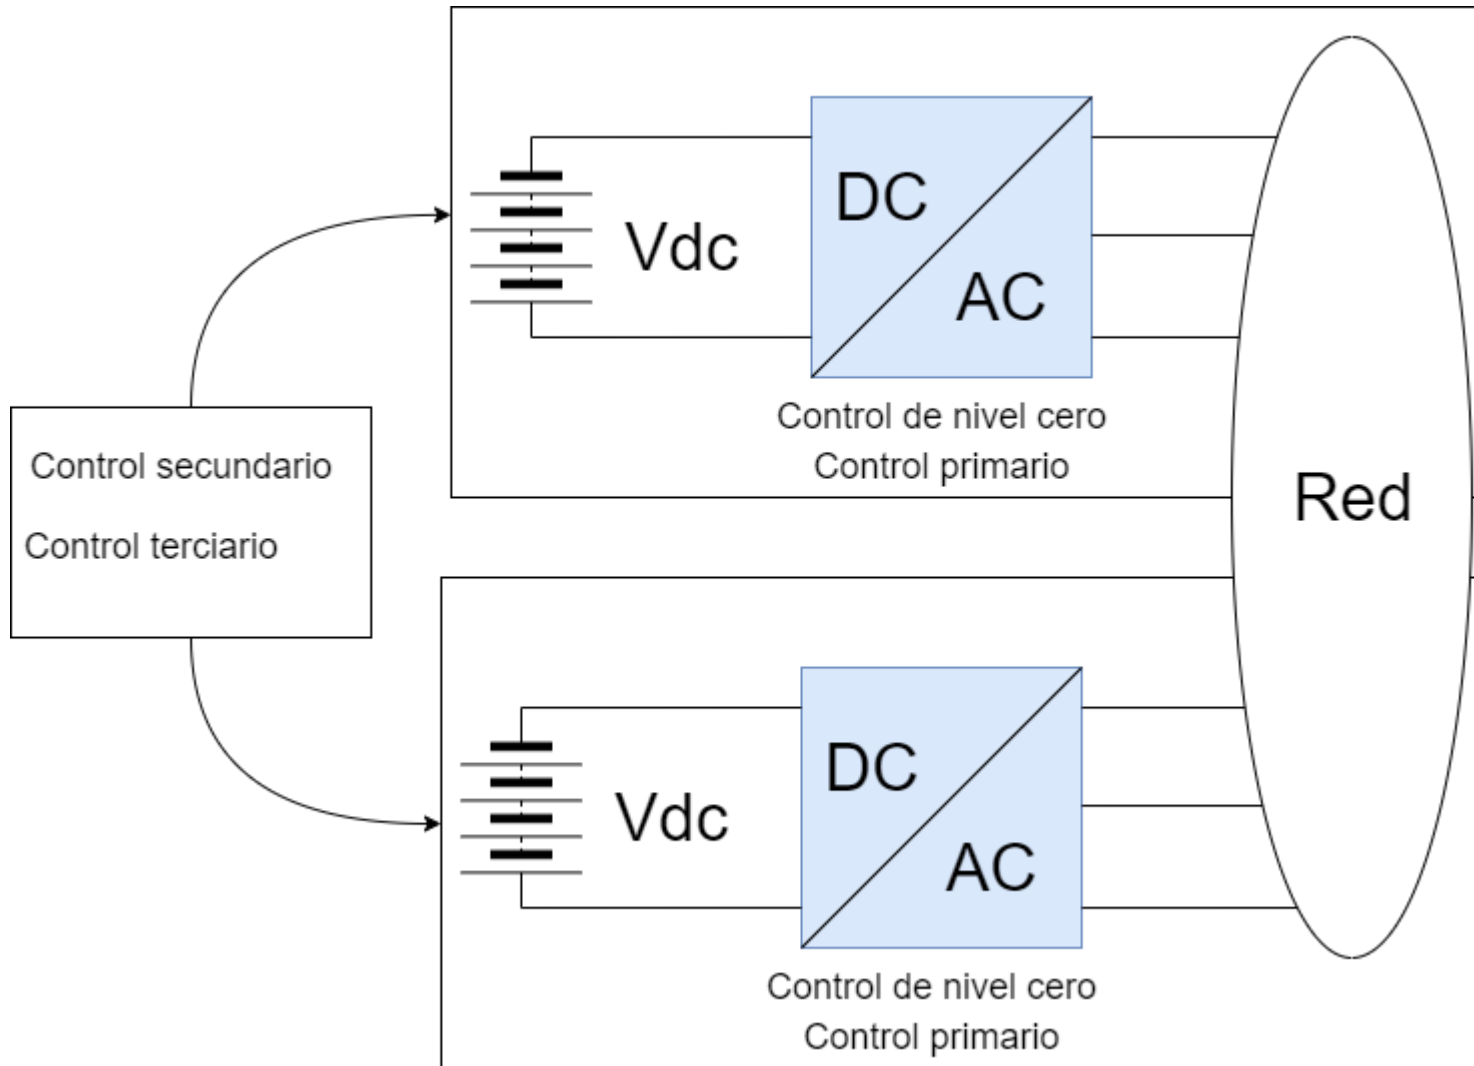 Vdc
DC
AC
Control de nivel cero
Control primario
Control secundario
Control terciario
Red
Vdc
DC
AC
Control de nivel cero
Control primario